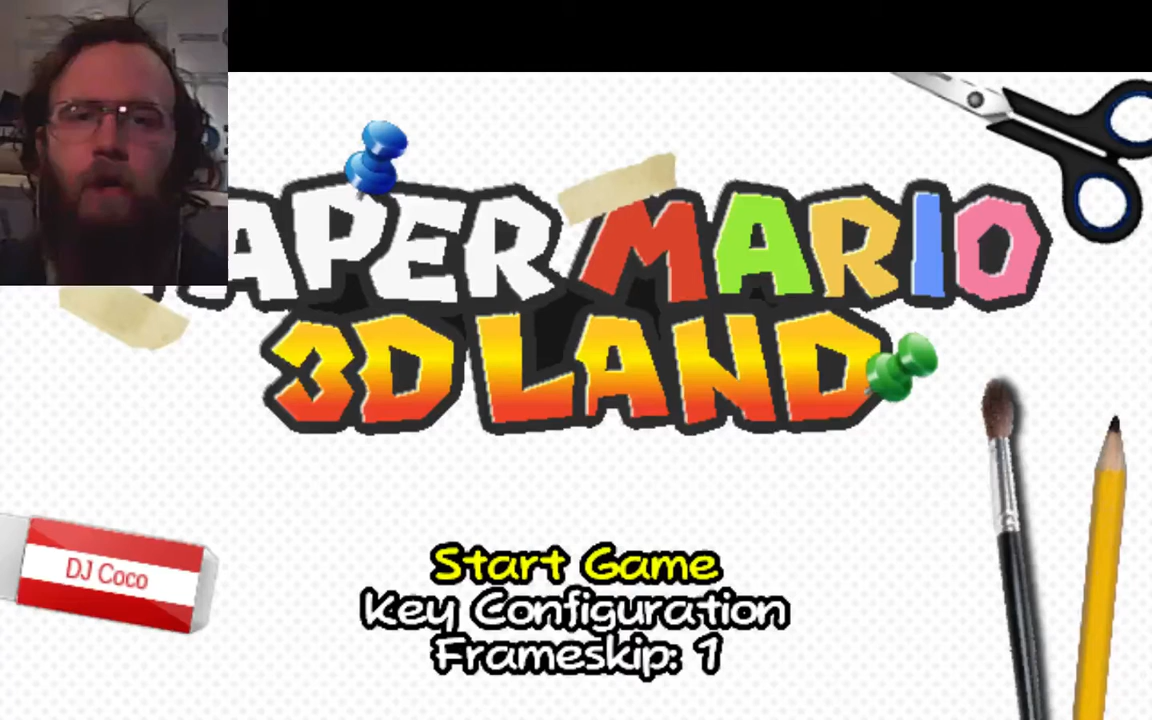 APER MARIO
3D LAND
DJ Coco
Start Game
Key Configuration
Frameskip: 1